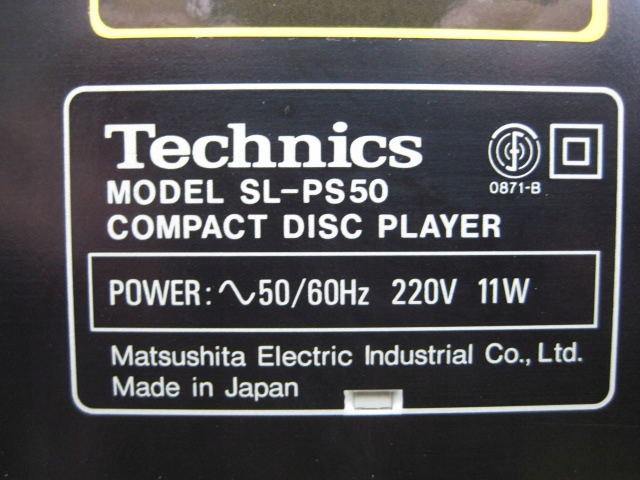 Technics
0871-B
MODEL SL-PS50
COMPACT DISC PLAYER
POWER: ∿50/60Hz 220V 11W
Matsushita Electric Industrial Co., Ltd.
Made in Japan